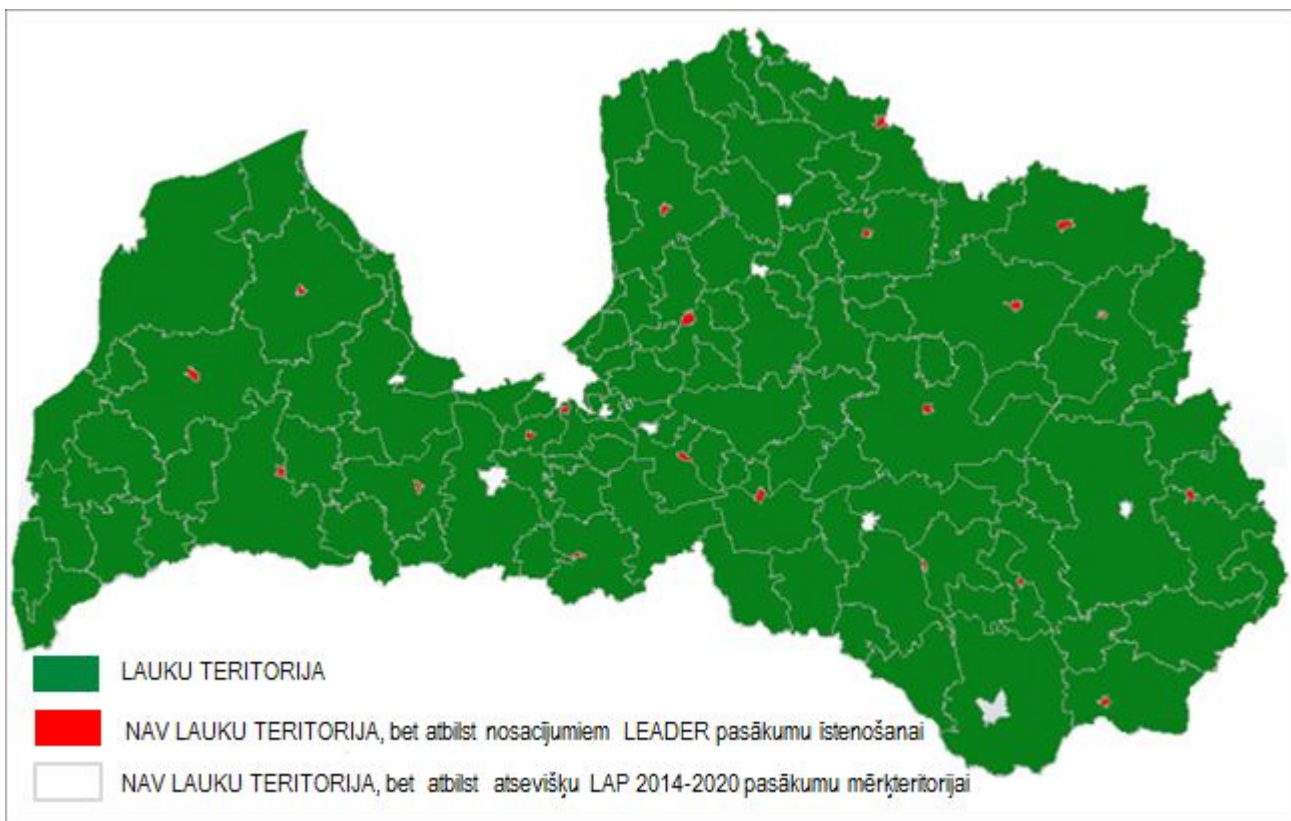 LAUKU TERITORIJA
NAV LAUKU TERITORIJA, bet atbilst nosacījumiem LEADER pasākumu īstenošanai
NAV LAUKU TERITORIJA, bet atbilst atsevišķu LAP 2014-2020 pasākumu mērķteritorijai